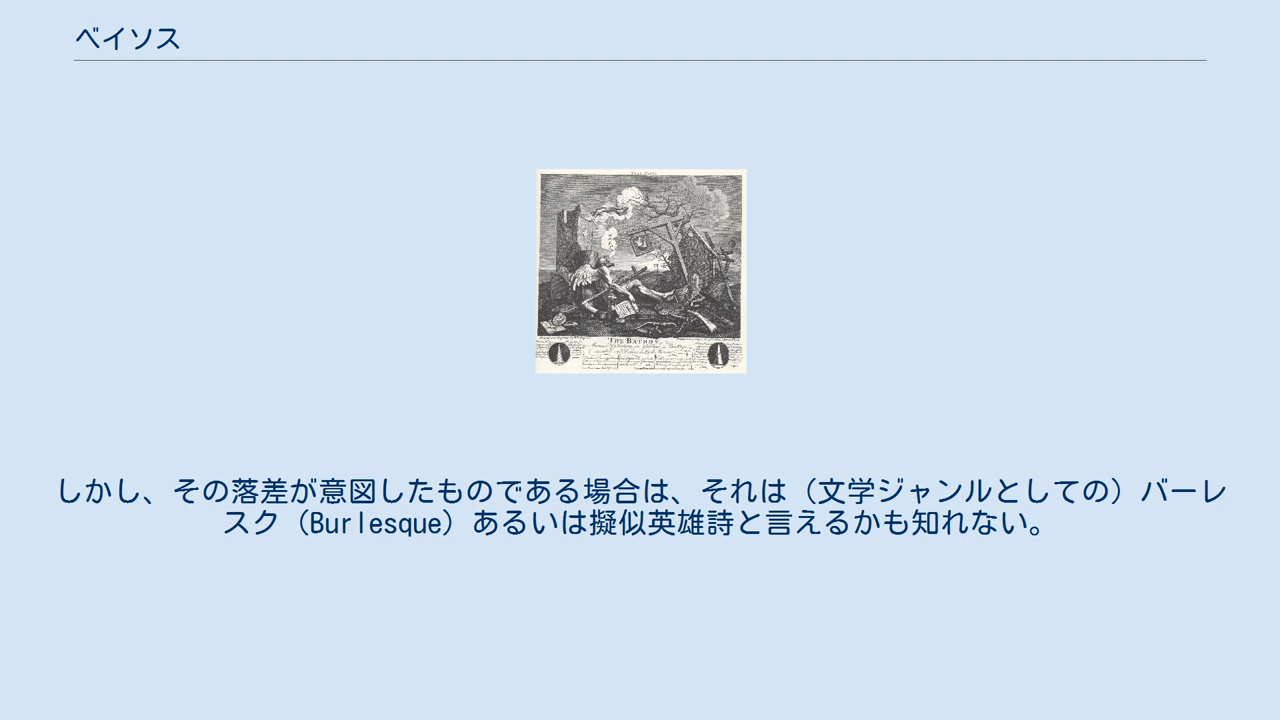 ベイソス
THE BATHOS
しかし、その落差が意図したものである場合は、それは（文学ジャンルとしての）バーレ
スク（Burlesque）あるいは擬似英雄詩と言えるかも知れない。